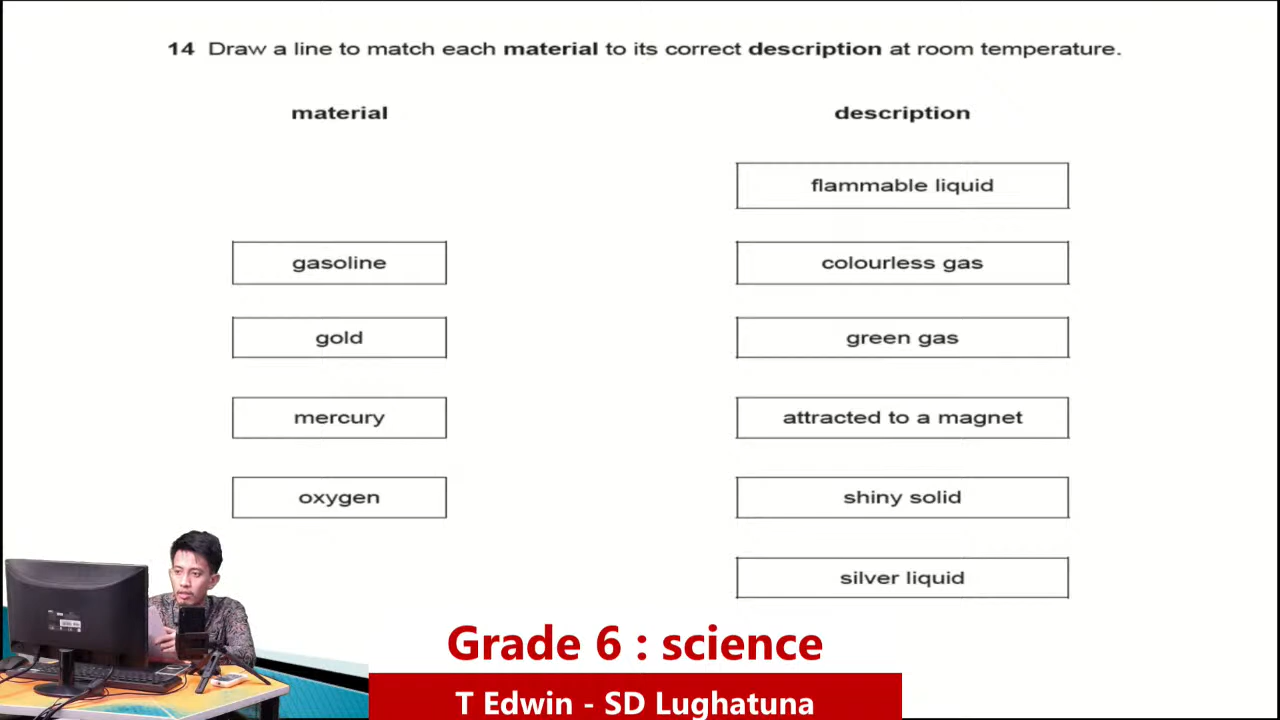 14 Draw a line to match each material to its correct description at room temperature.
material
description
flammable liquid
gasoline
colourless gas
gold
green gas
mercury
attracted to a magnet
oxygen
shiny solid
silver liquid
Grade 6 : science
T Edwin - SD Lughatuna